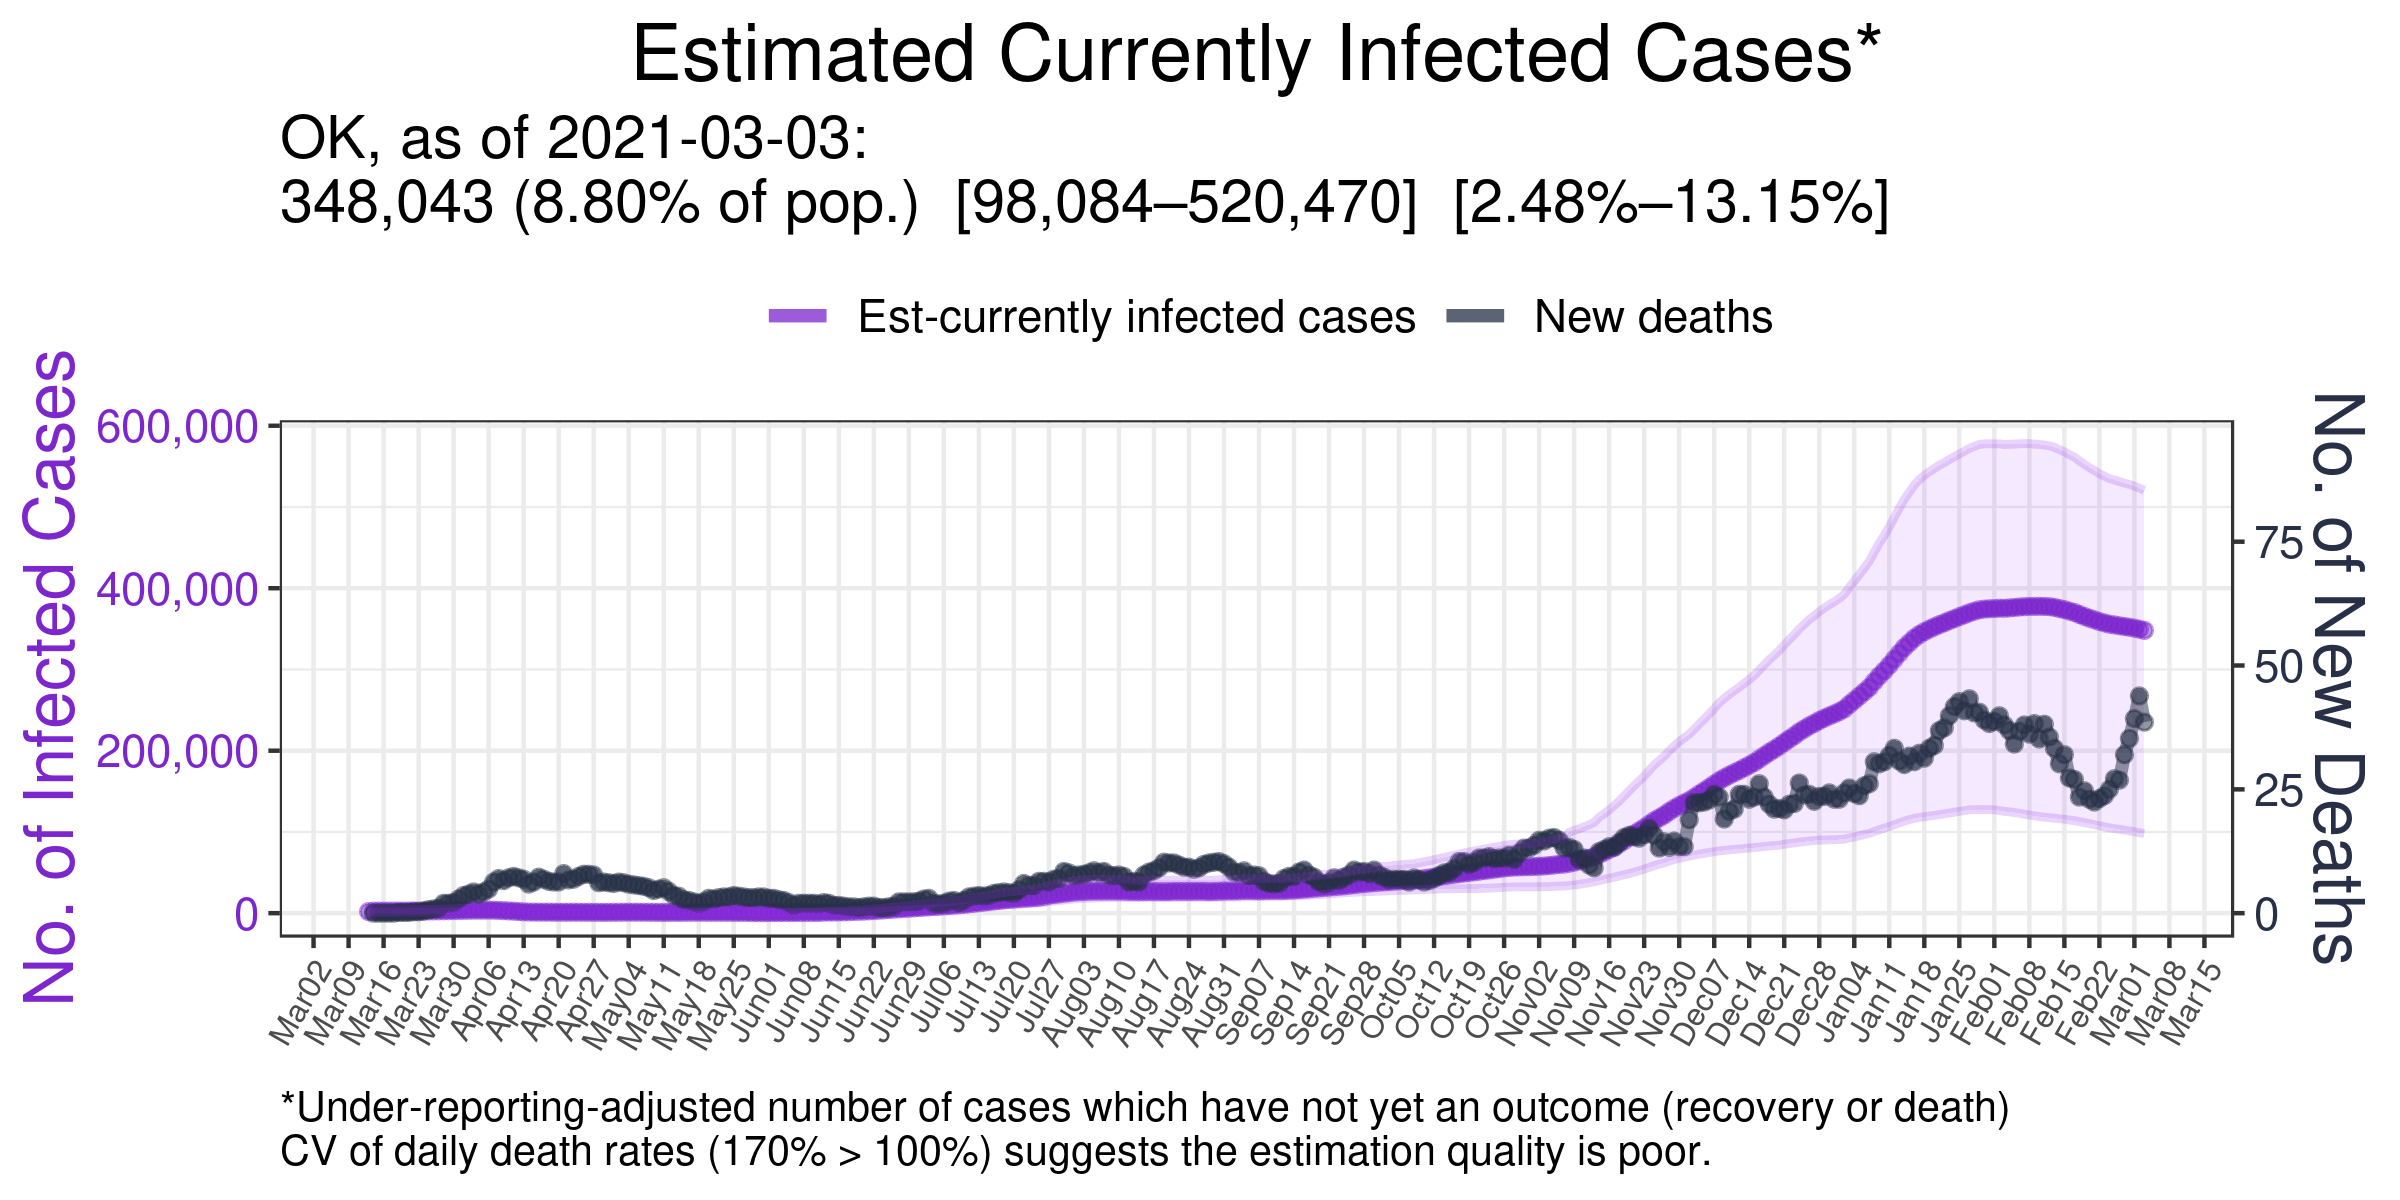 Estimated Currently Infected Cases*
OK, as of 2021-03-03:
348,043 (8.80% of pop.)  [98,084–520,470]  [2.48%–13.15%]
Est-currently infected cases
New deaths
No. of Infected Cases
600,000
400,000
200,000
0
No. of New Deaths
75
50
25
0
Mar02
Mar09
Mar16
Mar23
Mar30
Apr06
Apr13
Apr20
Apr27
May04
May11
May18
May25
Jun01
Jun08
Jun15
Jun22
Jun29
Jul06
Jul13
Jul20
Jul27
Aug03
Aug10
Aug17
Aug24
Aug31
Sep07
Sep14
Sep21
Sep28
Oct05
Oct12
Oct19
Oct26
Nov02
Nov09
Nov16
Nov23
Nov30
Dec07
Dec14
Dec21
Dec28
Jan04
Jan11
Jan18
Jan25
Feb01
Feb08
Feb15
Feb22
Mar01
Mar08
Mar15
*Under-reporting-adjusted number of cases which have not yet an outcome (recovery or death)
CV of daily death rates (170% > 100%) suggests the estimation quality is poor.